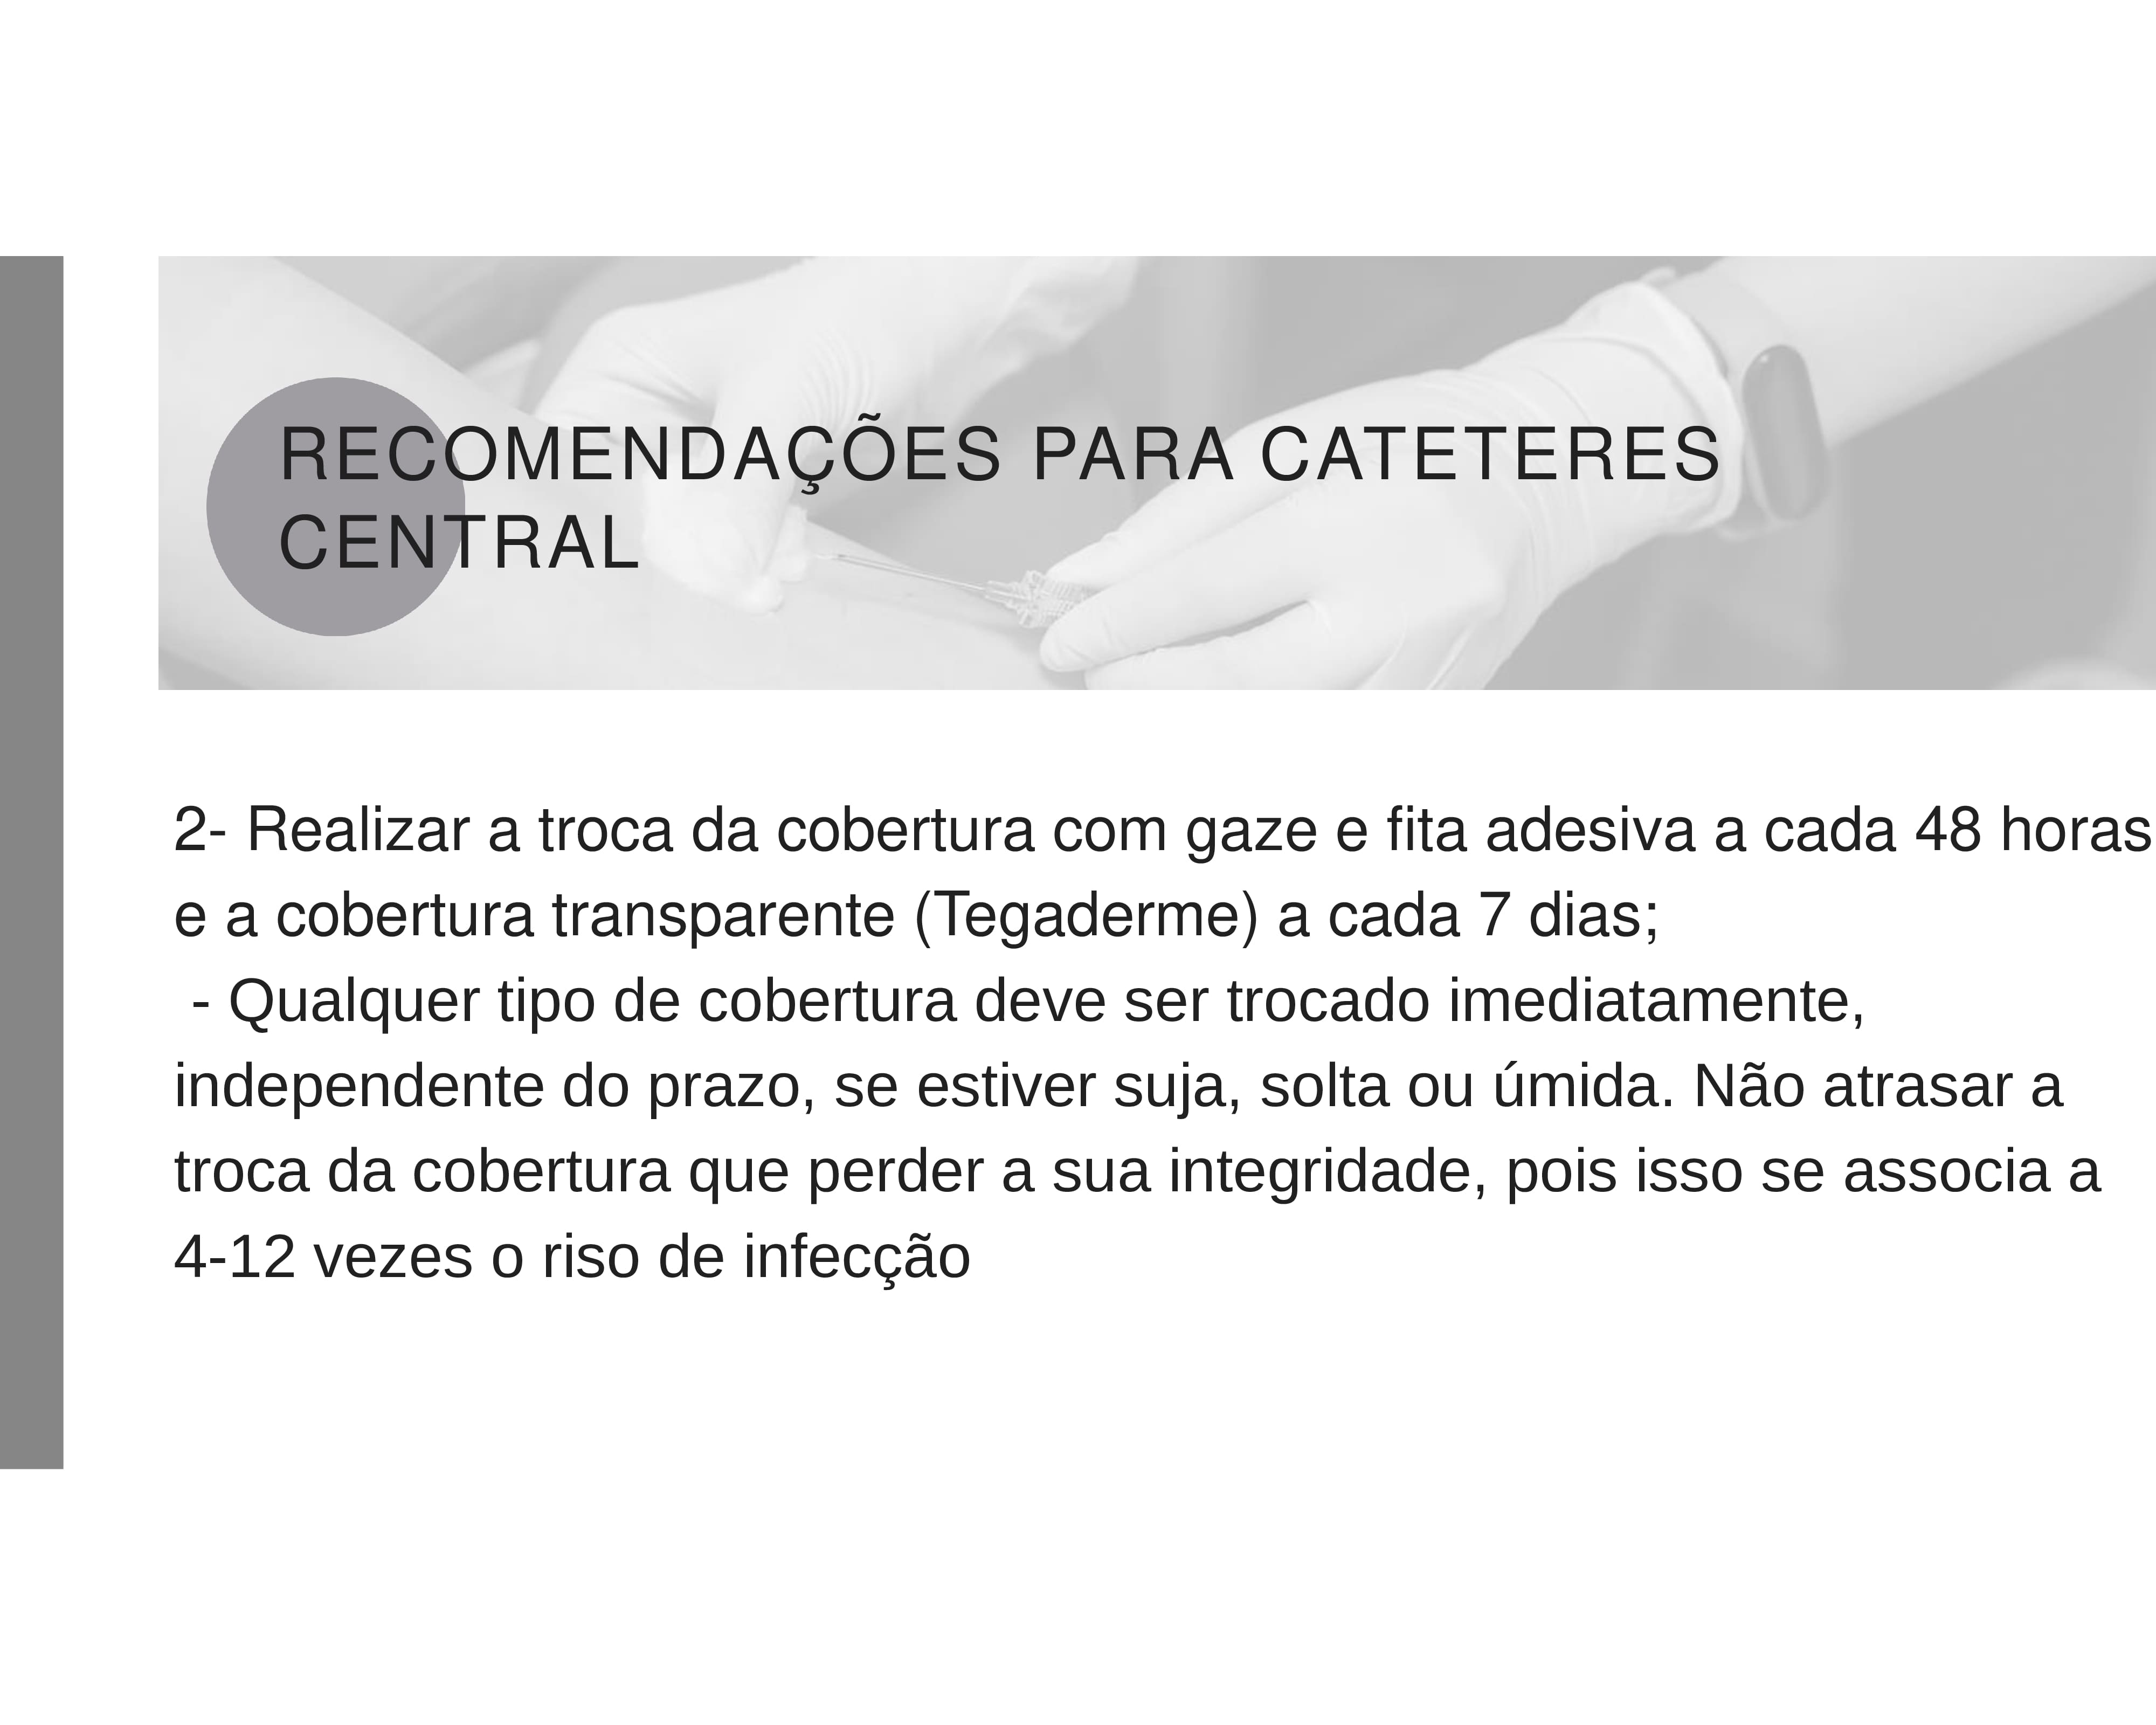 RECOMENDAÇÕES PARA CATETERES
CENTRAL
2- Realizar a troca da cobertura com gaze e fita adesiva a cada 48 horas
e a cobertura transparente (Tegaderme) a cada 7 dias;
- Qualquer tipo de cobertura deve ser trocado imediatamente,
independente do prazo, se estiver suja, solta ou úmida. Não atrasar a
troca da cobertura que perder a sua integridade, pois isso se associa a
4-12 vezes o riso de infecção